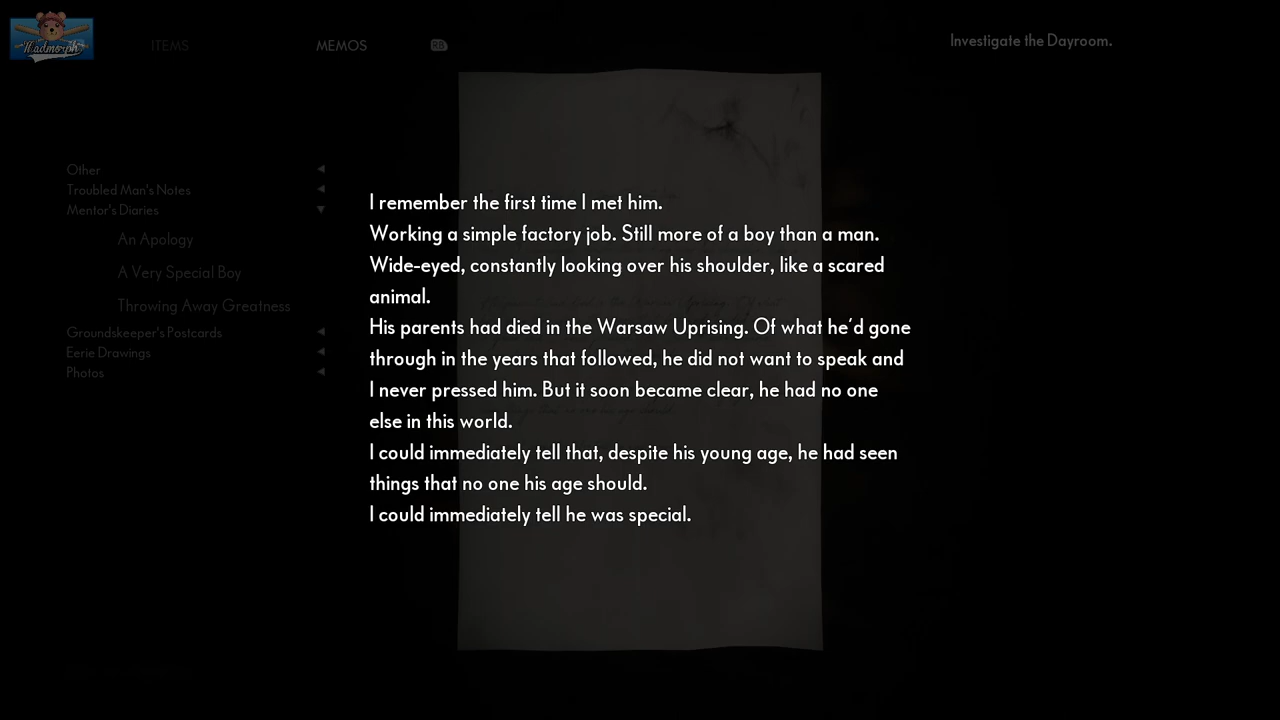 Madmorph
ITEMS
MEMOS
RB
Investigate the Dayroom.
Other
Troubled Man's Notes
Mentor's Diaries
An Apology
A Very Special Boy
Throwing Away Greatness
Groundskeeper's Postcards
Eerie Drawings
Photos
I remember the first time I met him.
Working a simple factory job. Still more of a boy than a man.
Wide-eyed, constantly looking over his shoulder, like a scared
animal.
His parents had died in the Warsaw Uprising. Of what he'd gone
through in the years that followed, he did not want to speak and
I never pressed him. But it soon became clear, he had no one
else in this world.
I could immediately tell that, despite his young age, he had seen
things that no one his age should.
I could immediately tell he was special.